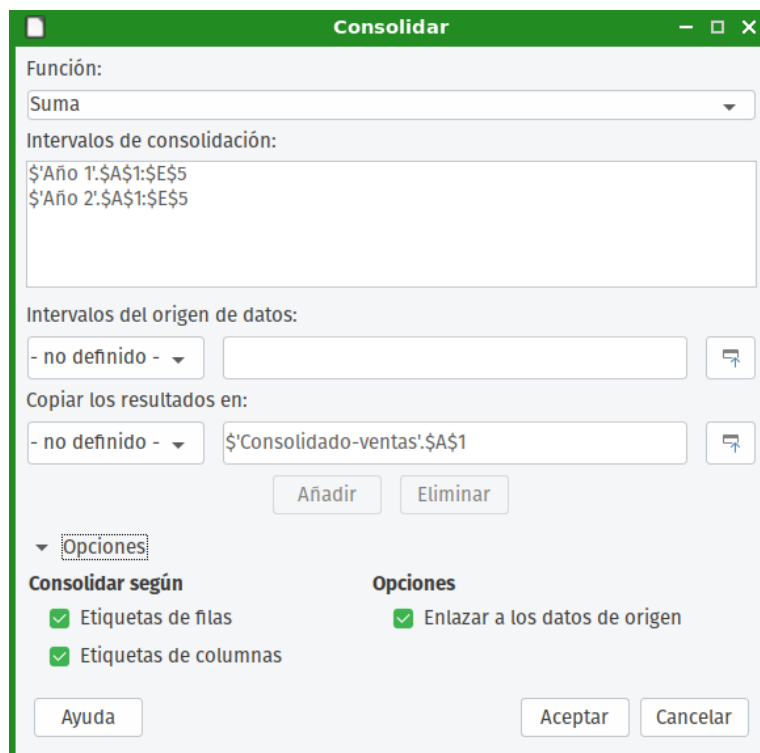 Consolidar
Función:
Suma
Intervalos de consolidación:
$'Año 1'.$A$1:$E$5
$'Año 2'.$A$1:$E$5
Intervalos del origen de datos:
- no definido -
Copiar los resultados en:
- no definido - $'Consolidado-ventas'.$A$1
Añadir Eliminar
Opciones
Consolidar según Opciones
Etiquetas de filas Enlazar a los datos de origen
Etiquetas de columnas
Ayuda Aceptar Cancelar